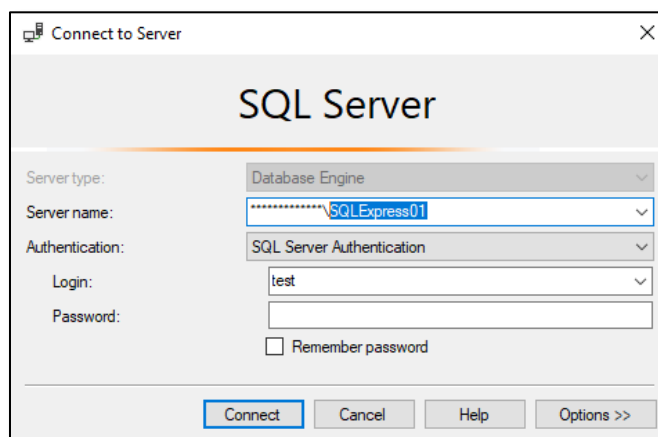 Connect to Server
SQL Server
Server type: Database Engine
Server name: *************\SQLExpress01
Authentication: SQL Server Authentication
Login: test
Password:
Remember password
Connect Cancel Help Options >>